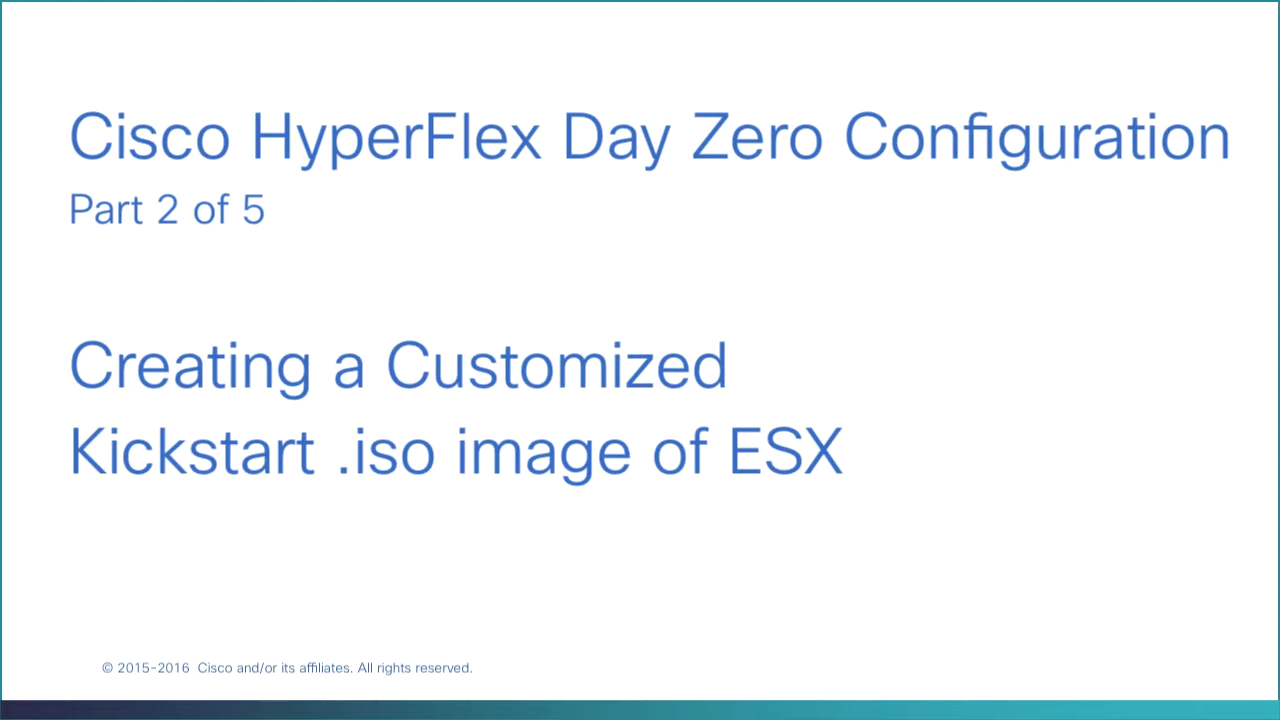 Cisco HyperFlex Day Zero Configuration
Part 2 of 5
Creating a Customized
Kickstart .iso image of ESX
© 2015-2016 Cisco and/or its affiliates. All rights reserved.